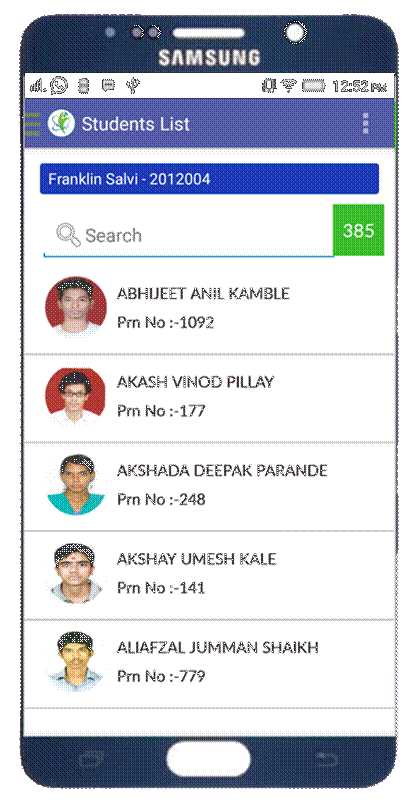 SAMSUNG
12:52 PM
Students List
Franklin Salvi - 2012004
Search
385
ABHIJEET ANIL KAMBLE
Prn No :-1092
AKASH VINOD PILLAY
Prn No :-177
AKSHADA DEEPAK PARANDE
Prn No :-248
AKSHAY UMESH KALE
Prn No :-141
ALIAFZAL JUMMAN SHAIKH
Prn No :-779